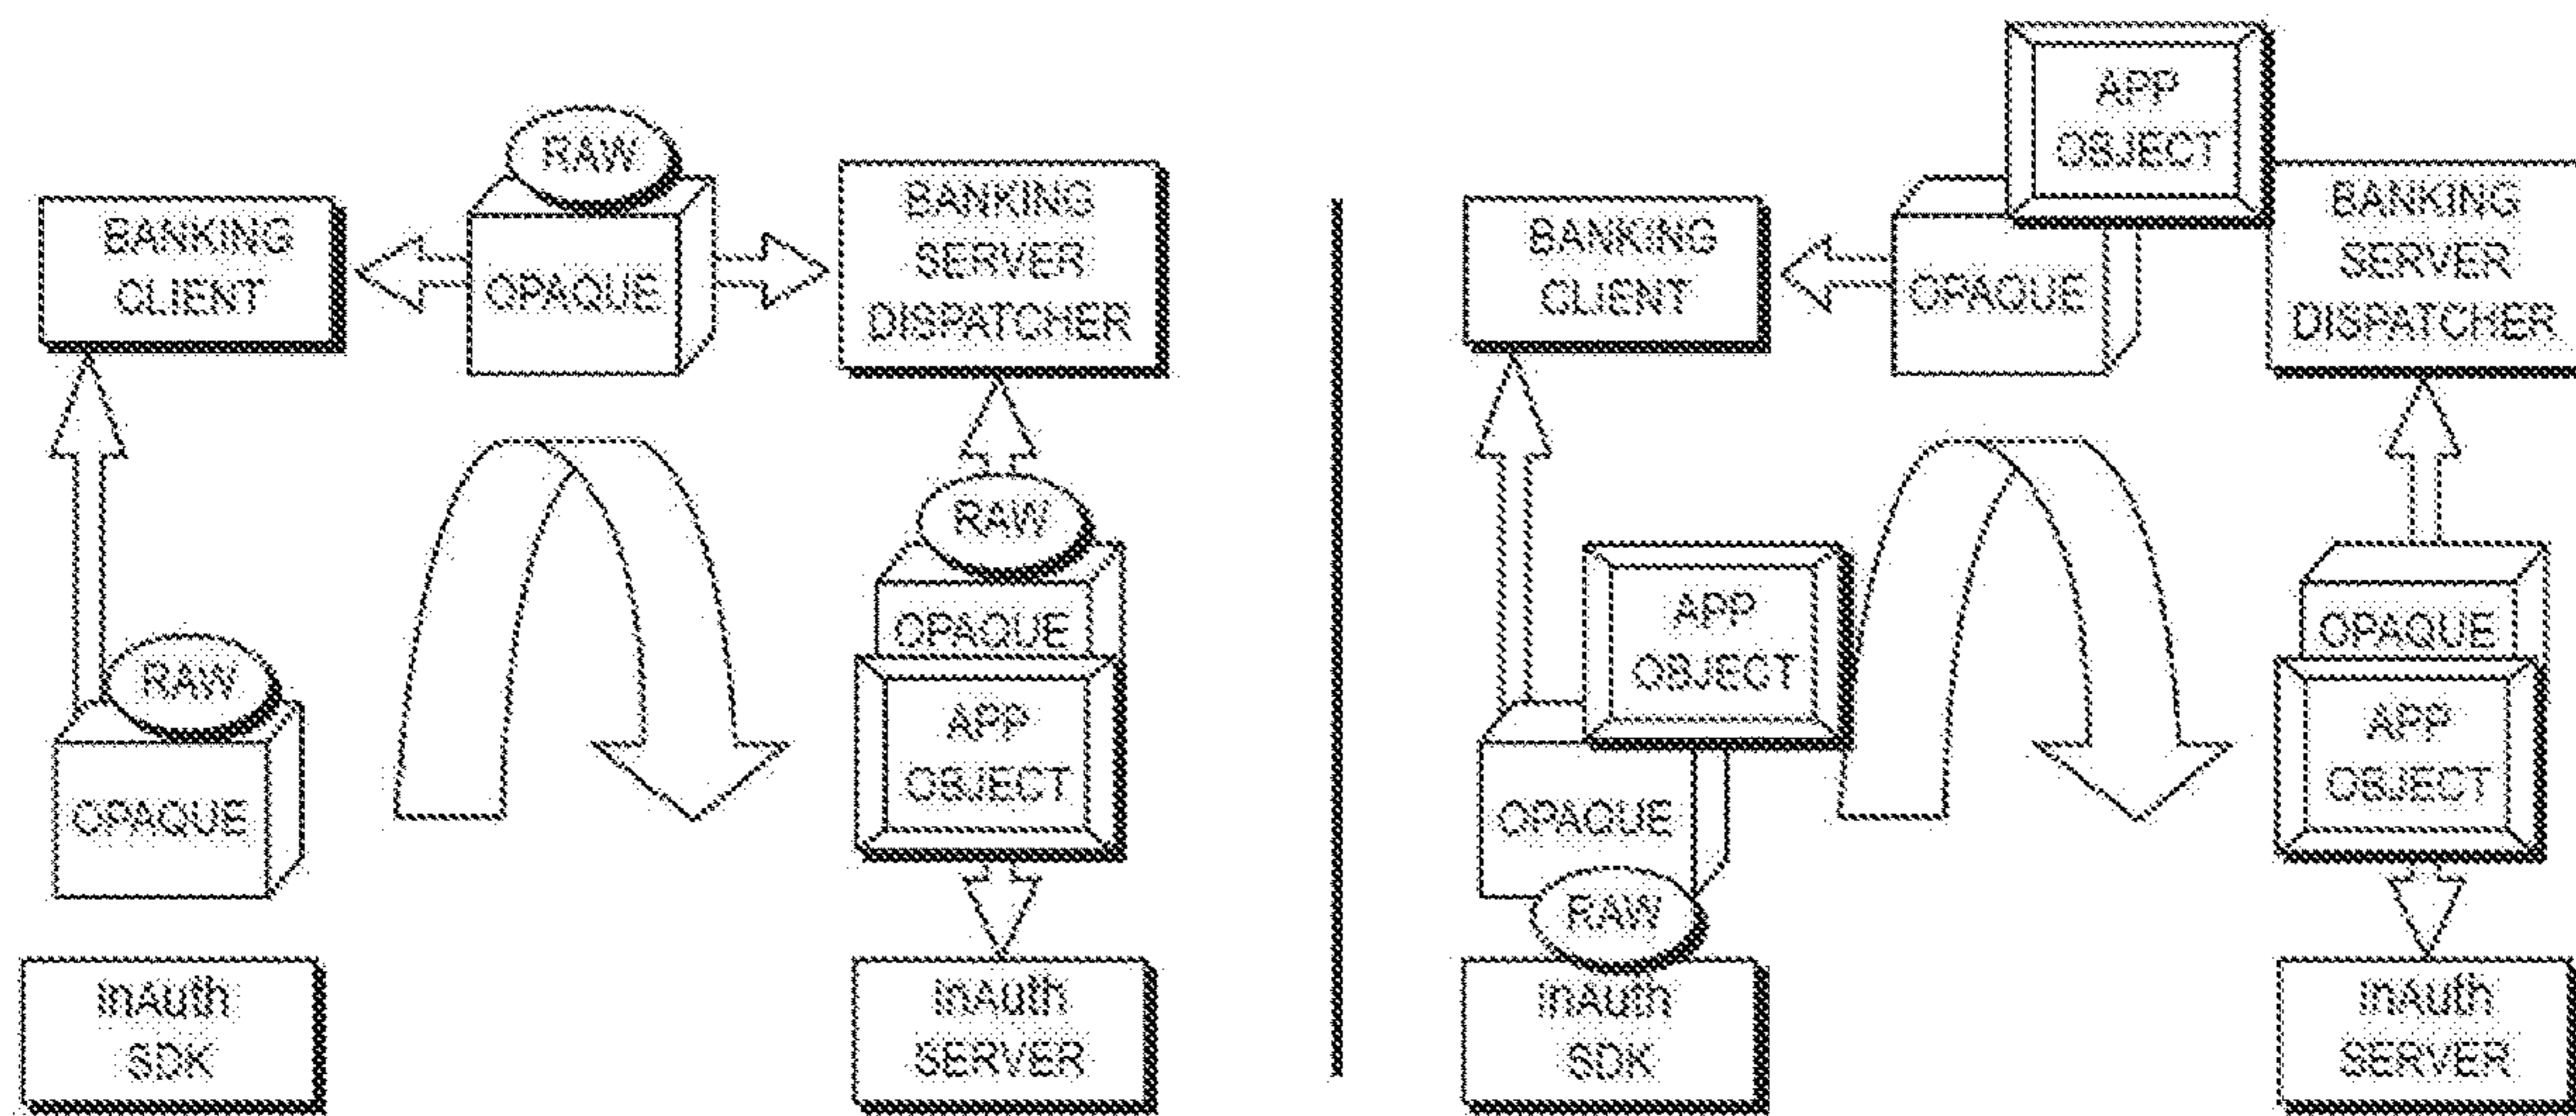 RAW
BANKING
CLIENT
OPAQUE
BANKING
SERVER
DISPATCHER
RAW
OPAQUE
RAW
OPAQUE
APP
OBJECT
inAuth
SDK
inAuth
SERVER
APP
OBJECT
BANKING
CLIENT
OPAQUE
BANKING
SERVER
DISPATCHER
APP
OBJECT
OPAQUE
RAW
OPAQUE
APP
OBJECT
inAuth
SDK
inAuth
SERVER